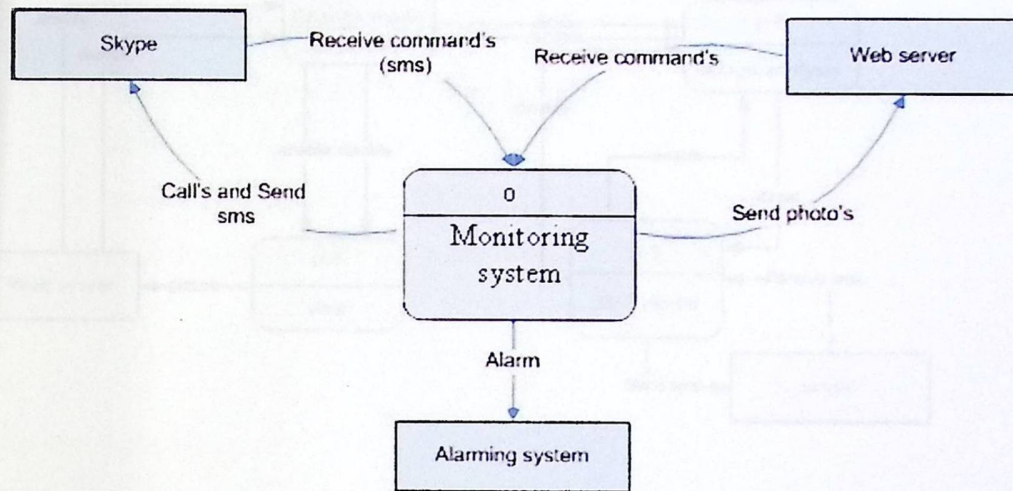 Skype
Receive command's
(sms)
Receive command's
Web server
Call's and Send
sms
0
Monitoring
system
Send photo's
Alarm
Alarming system